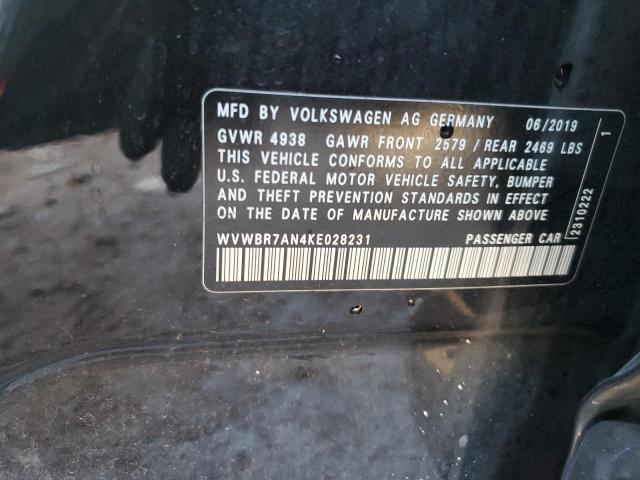 MFD BY VOLKSWAGEN AG GERMANY 06/2019
GVWR 4938 GAWR FRONT 2579 / REAR 2469 LBS
THIS VEHICLE CONFORMS TO ALL APPLICABLE
U.S. FEDERAL MOTOR VEHICLE SAFETY, BUMPER
AND THEFT PREVENTION STANDARDS IN EFFECT
ON THE DATE OF MANUFACTURE SHOWN ABOVE
WVWBR7AN4KE028231 PASSENGER CAR
2310222 1